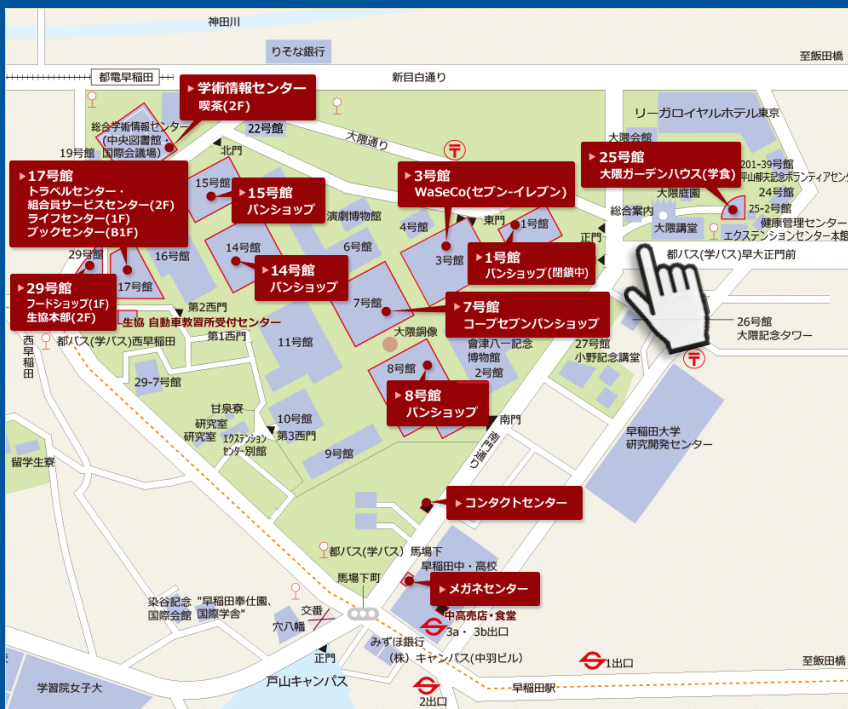 神田川
りそな銀行
至飯田橋
都電早稲田
新目白通り
▶学術情報センター
喫茶(2F)
リーガロイヤルホテル東京
総合学術情報センター
(中央図書館・
国際会議場)
22号館
大隈通り
大隈会館
19号館
北門
▶17号館
トラベルセンター・
組合員サービスセンター(2F)
ライフセンター(1F)
ブックセンター(B1F)
15号館
▶15号館
パンショップ
▶3号館
WaSeCo(セブン-イレブン)
▶25号館
大隈ガーデンハウス(学食)
201-39号館
平山郁夫記念ボランティアセンター
24号館
大隈庭園
25-2号館
総合案内
大隈講堂
健康管理センター
エクステンションセンター本館
演劇博物館
4号館
東門
1号館
正門
6号館
3号館
▶1号館
パンショップ(閉鎖中)
都バス(学バス)早大正門前
16号館
14号館
▶14号館
パンショップ
29号館
17号館
▶29号館
フードショップ(1F)
生協本部(2F)
第2西門
生協 自動車教習所受付センター
第1西門
西早稲田
都バス(学バス)西早稲田
7号館
▶7号館
コープセブンパンショップ
大隈銅像
11号館
會津八一記念
博物館
2号館
26号館
大隈記念タワー
27号館
小野記念講堂
8号館
▶8号館
パンショップ
29-7号館
甘泉寮
研究室
研究室
エクステンション
センター別館
10号館
第3西門
9号館
南門
南門通り
早稲田大学
研究開発センター
留学生寮
▶コンタクトセンター
都バス(学バス) 馬場下
早稲田中・高校
馬場下町
▶メガネセンター
染谷記念
国際会館
"早稲田奉仕園、
国際学舎"
交番
穴八幡
中高売店・食堂
3a・ 3b出口
みずほ銀行
(株)キャンパス(中羽ビル)
正門
戸山キャンパス
学習院女子大
1出口
至飯田橋
早稲田駅
2出口